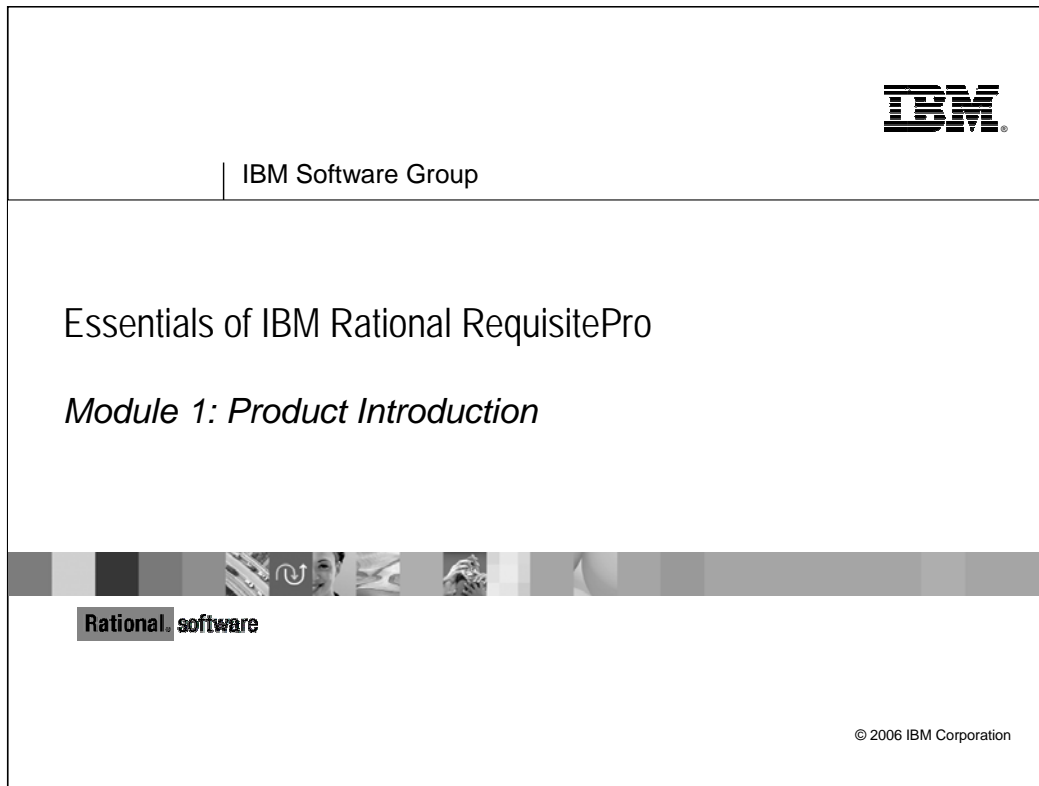 IBM®
IBM Software Group
Essentials of IBM Rational RequisitePro
Module 1: Product Introduction
Rational® software
© 2006 IBM Corporation